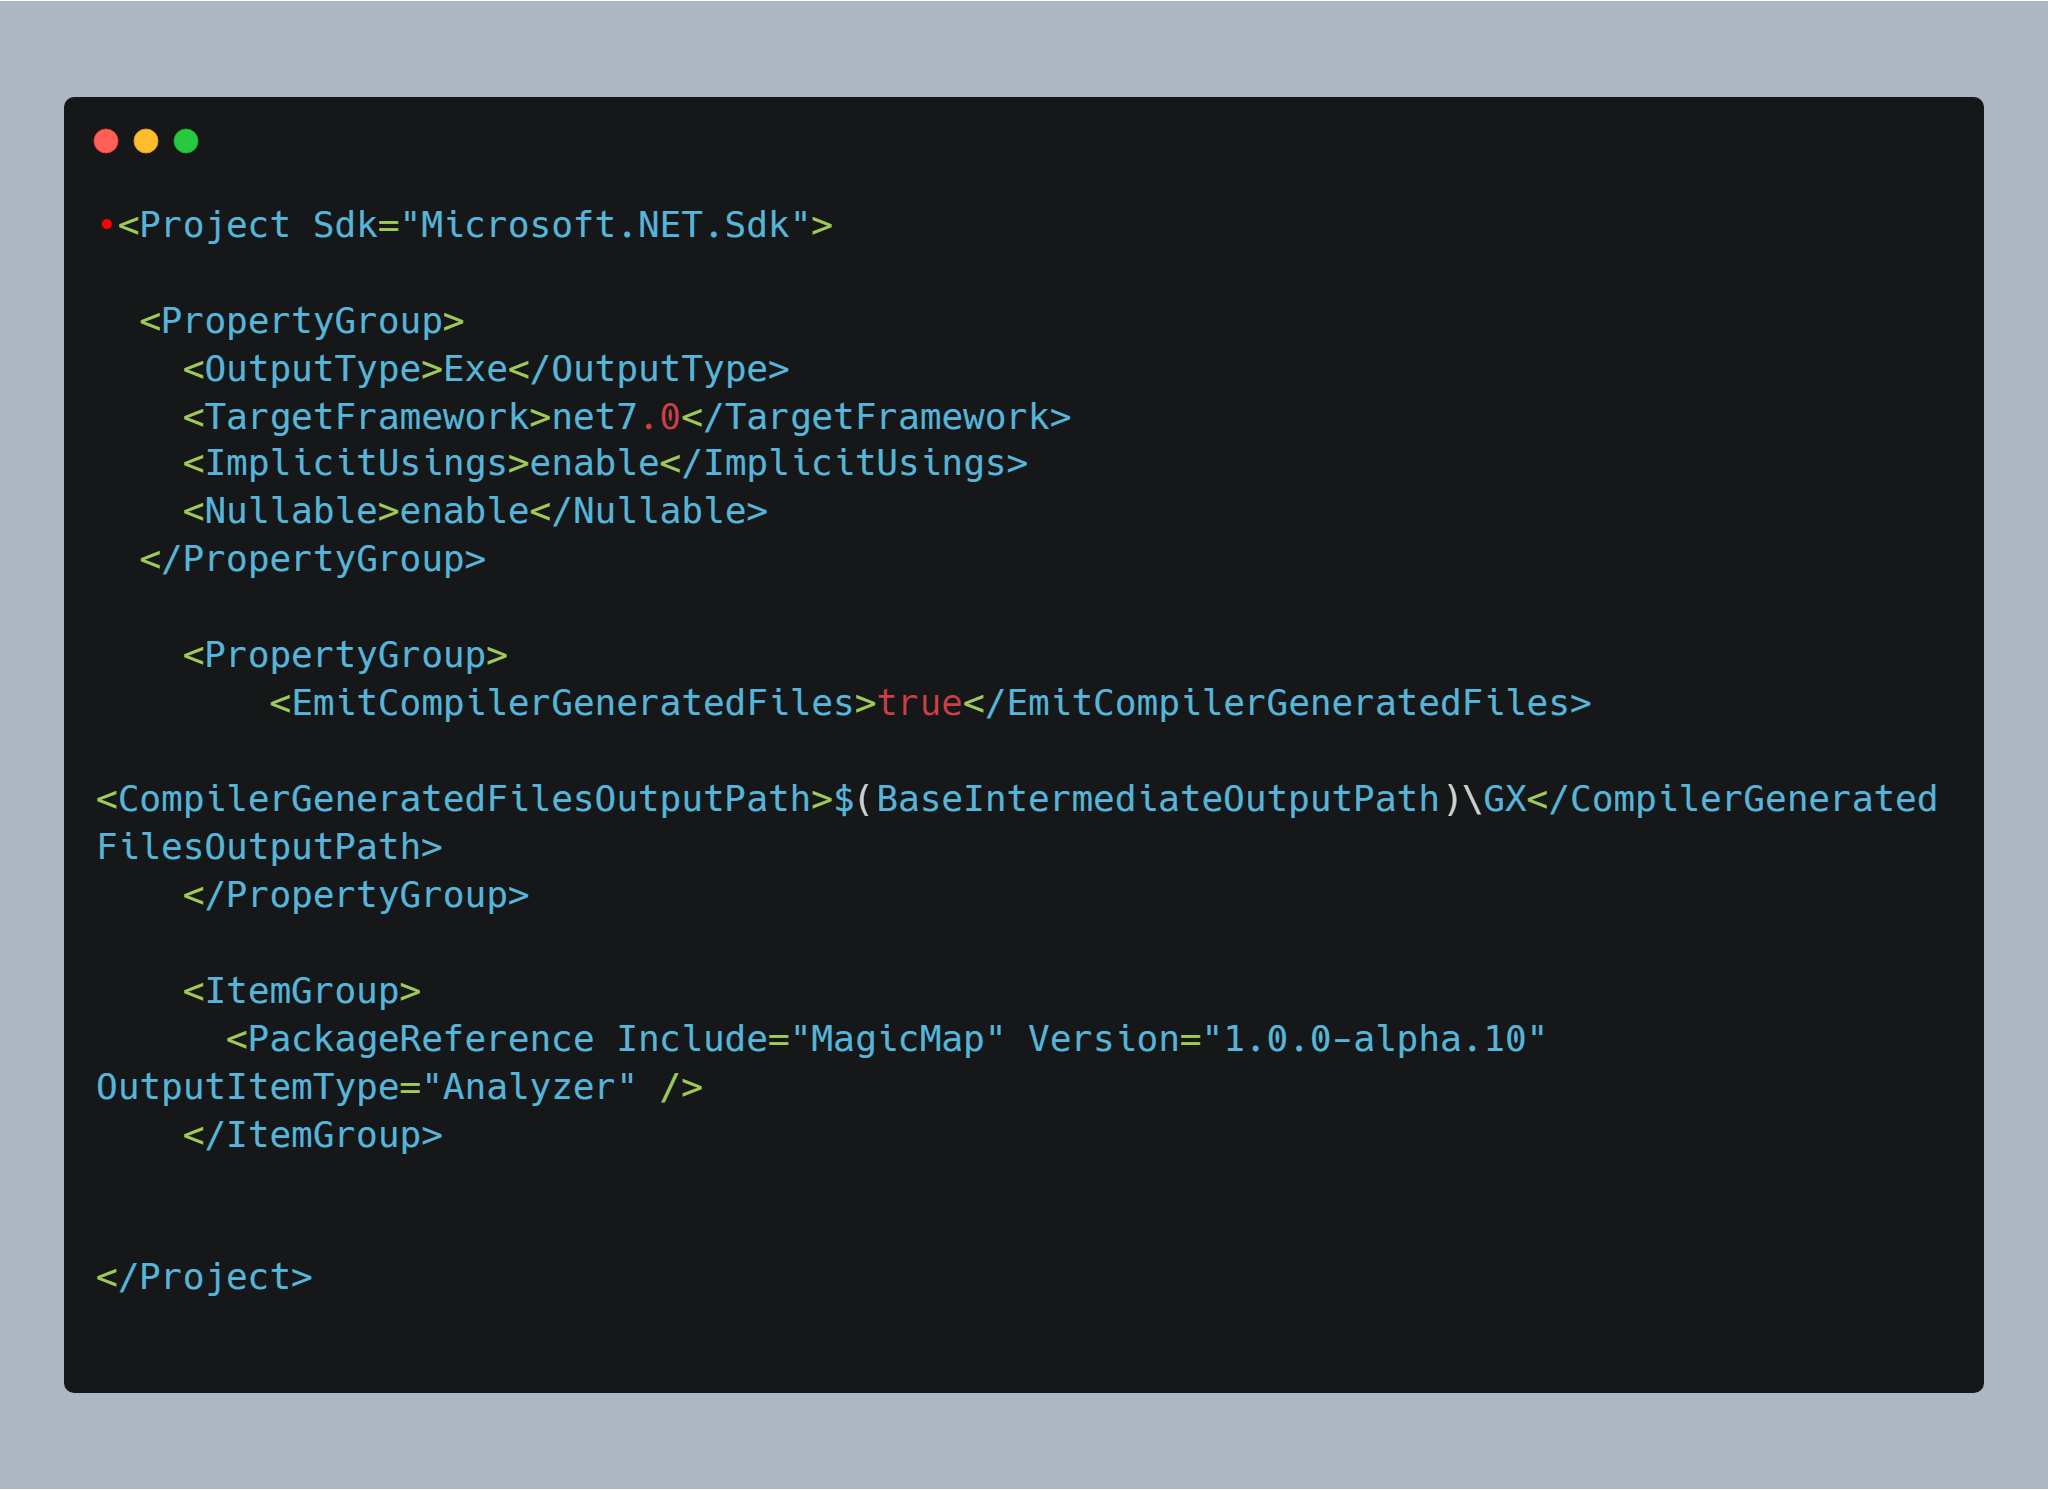 •<Project Sdk="Microsoft.NET.Sdk">
<PropertyGroup>
<OutputType>Exe</OutputType>
<TargetFramework>net7.0</TargetFramework>
<ImplicitUsings>enable</ImplicitUsings>
<Nullable>enable</Nullable>
</PropertyGroup>
<PropertyGroup>
<EmitCompilerGeneratedFiles>true</EmitCompilerGeneratedFiles>
<CompilerGeneratedFilesOutputPath>$(BaseIntermediateOutputPath)\GX</CompilerGenerated
FilesOutputPath>
</PropertyGroup>
<ItemGroup>
<PackageReference Include="MagicMap" Version="1.0.0-alpha.10"
OutputItemType="Analyzer" />
</ItemGroup>
</Project>